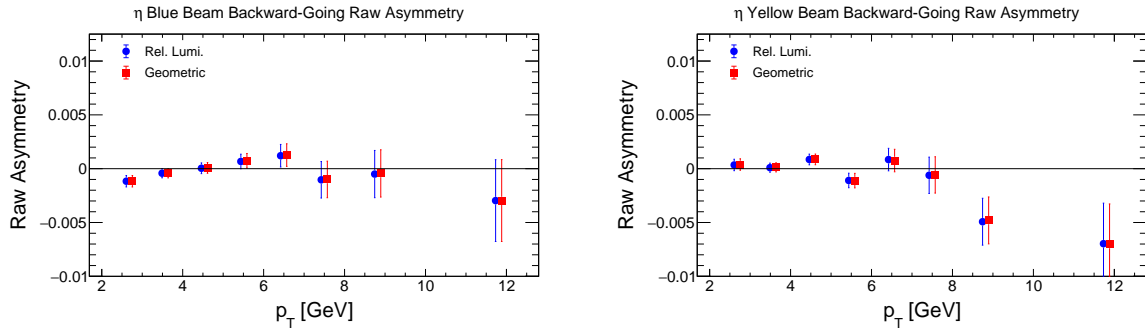 η Blue Beam Backward-Going Raw Asymmetry
Rel. Lumi.
Geometric
Raw Asymmetry
0.01
0.005
0
−0.005
−0.01
2 4 6 8 10 12
p_T [GeV]
η Yellow Beam Backward-Going Raw Asymmetry
Rel. Lumi.
Geometric
Raw Asymmetry
0.01
0.005
0
−0.005
−0.01
2 4 6 8 10 12
p_T [GeV]